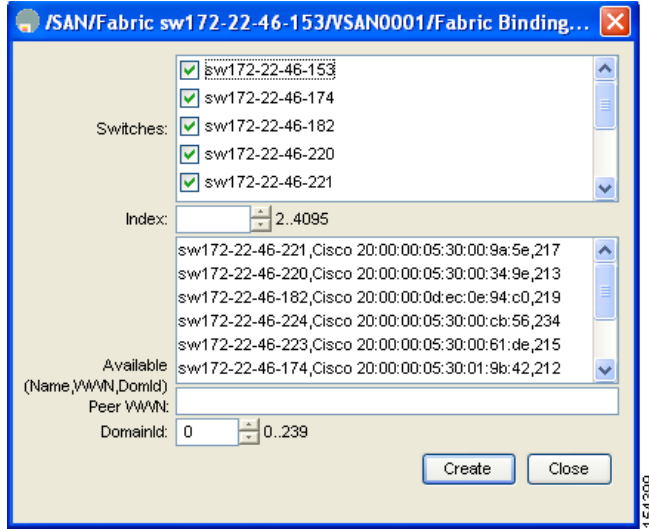 /SAN/Fabric sw172-22-46-153/VSAN0001/Fabric Binding...
sw172-22-46-153
sw172-22-46-174
Switches:
sw172-22-46-182
sw172-22-46-220
sw172-22-46-221
Index:
2..4095
sw172-22-46-221,Cisco 20:00:00:05:30:00:9a:5e,217
sw172-22-46-220,Cisco 20:00:00:05:30:00:34:9e,213
sw172-22-46-182,Cisco 20:00:00:0d:ec:0e:94:c0,219
sw172-22-46-224,Cisco 20:00:00:05:30:00:cb:56,234
sw172-22-46-223,Cisco 20:00:00:05:30:00:61:de,215
sw172-22-46-174,Cisco 20:00:00:05:30:01:9b:42,212
Available
(Name,WWN,DomId)
Peer WWN:
DomainId: 0 0..239
Create Close
154399